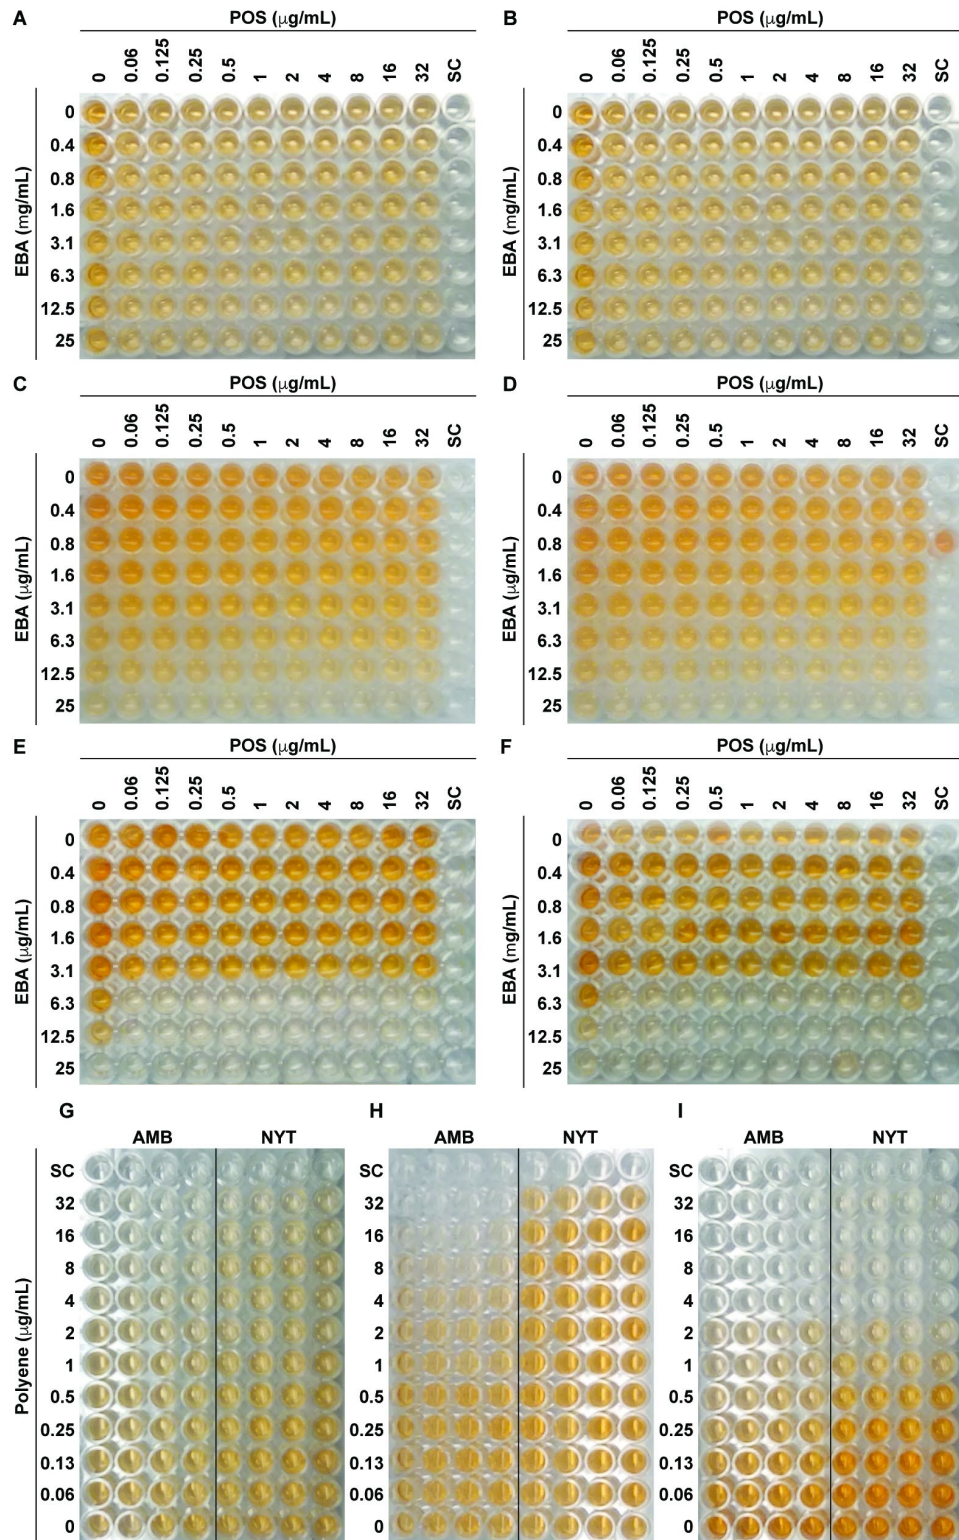 A
POS (μg/mL)
0 0.06 0.125 0.25 0.5 1 2 4 8 16 32 SC
EBA (mg/mL)
0
0.4
0.8
1.6
3.1
6.3
12.5
25
B
POS (μg/mL)
0 0.06 0.125 0.25 0.5 1 2 4 8 16 32 SC
EBA (mg/mL)
0
0.4
0.8
1.6
3.1
6.3
12.5
25
C
POS (μg/mL)
0 0.06 0.125 0.25 0.5 1 2 4 8 16 32 SC
EBA (μg/mL)
0
0.4
0.8
1.6
3.1
6.3
12.5
25
D
POS (μg/mL)
0 0.06 0.125 0.25 0.5 1 2 4 8 16 32 SC
EBA (μg/mL)
0
0.4
0.8
1.6
3.1
6.3
12.5
25
E
POS (μg/mL)
0 0.06 0.125 0.25 0.5 1 2 4 8 16 32 SC
EBA (μg/mL)
0
0.4
0.8
1.6
3.1
6.3
12.5
25
F
POS (μg/mL)
0 0.06 0.125 0.25 0.5 1 2 4 8 16 32 SC
EBA (mg/mL)
0
0.4
0.8
1.6
3.1
6.3
12.5
25
G
AMB NYT
Polyene (μg/mL)
SC
32
16
8
4
2
1
0.5
0.25
0.13
0.06
0
H
AMB NYT
SC
32
16
8
4
2
1
0.5
0.25
0.13
0.06
0
I
AMB NYT
SC
32
16
8
4
2
1
0.5
0.25
0.13
0.06
0